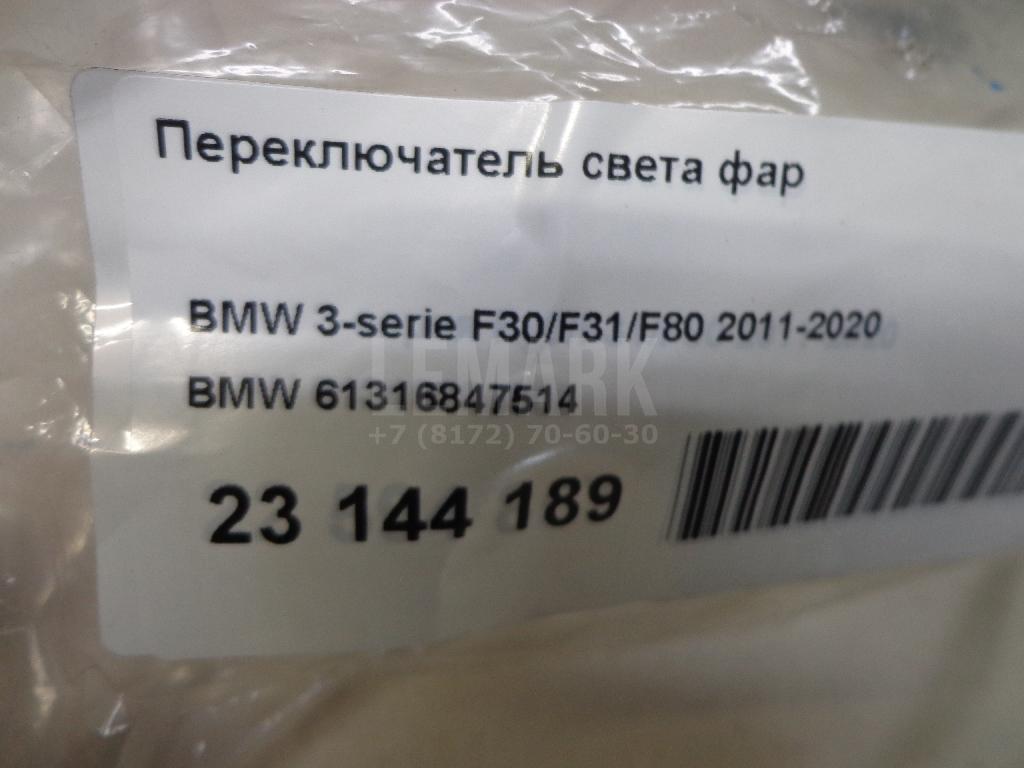 Переключатель света фар
BMW 3-serie F30/F31/F80 2011-2020
LEMARK
BMW 61316847514
+7 (8172) 70-60-30
23 144 189